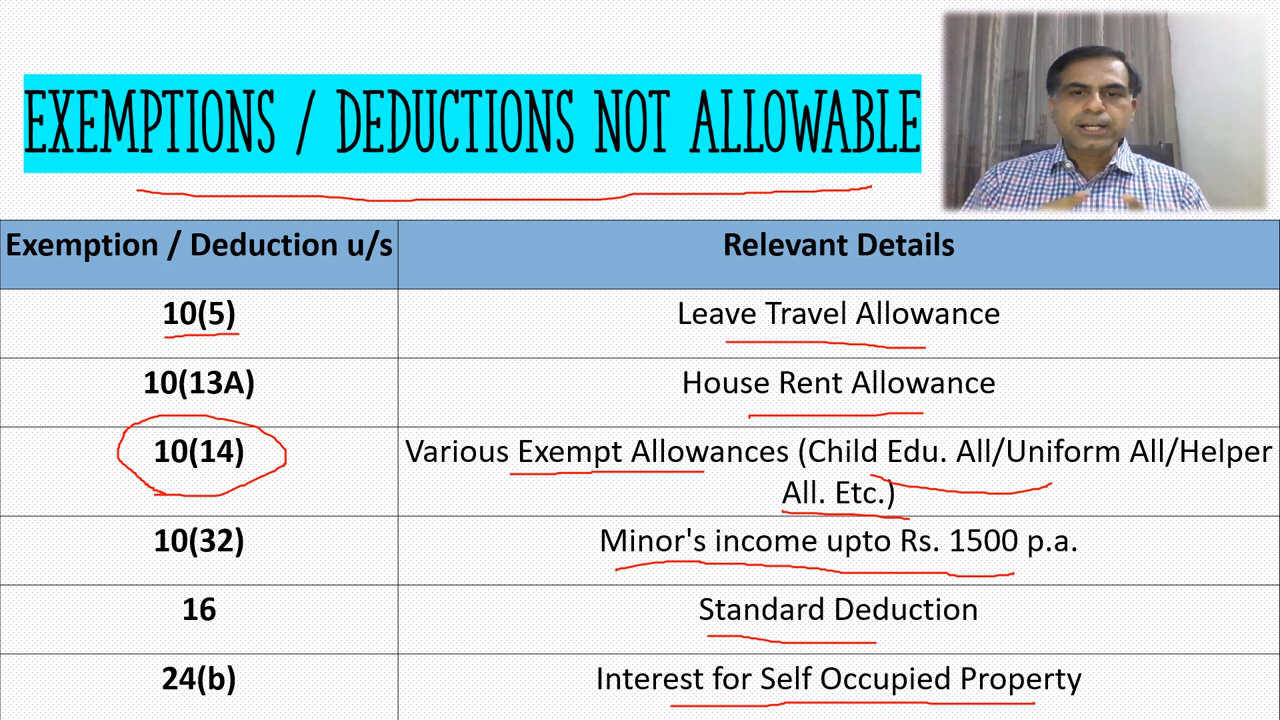 EXEMPTIONS / DEDUCTIONS NOT ALLOWABLE
Exemption / Deduction u/s Relevant Details
10(5) Leave Travel Allowance
10(13A) House Rent Allowance
10(14) Various Exempt Allowances (Child Edu. All/Uniform All/Helper
All. Etc.)
10(32) Minor's income upto Rs. 1500 p.a.
16 Standard Deduction
24(b) Interest for Self Occupied Property